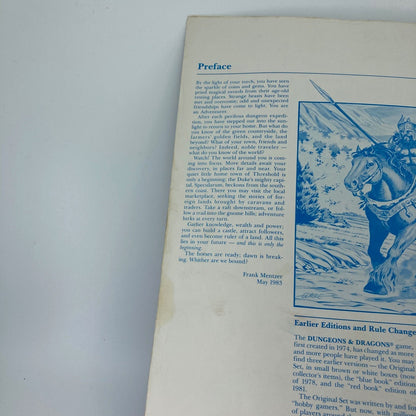 Preface
By the light of your torch, you have seen
the sparkle of coins and gems. You have
pried magical swords from their age-old
resting places. Strange beasts have been
met and overcome; odd and unexpected
friendships have come to light. You are
an Adventurer.
After each perilous dungeon expedi-
tion, you have stepped out into the sun-
light to return to your home. But what do
you know of the green countryside, the
farmers' golden fields, and the land
beyond? What of your town, friends and
neighbors? Indeed, noble traveler —
what do you know of the world?
Watch! The world around you is com-
ing into focus. More details await your
discovery, in places far and near. Your
quiet little home town of Threshold is
only a beginning; the Duke's mighty capi-
tal, Specularum, beckons from the south-
ern coast. There you may visit the local
marketplace, seeking the stories of for-
eign lands brought by caravans and
traders. Take a raft downstream, or fol-
low a trail into the gnome hills; adventure
lurks at every turn.
Gather knowledge, wealth and power;
you can build a castle, attract followers,
and even become ruler of a land. All this
lies in your future — and this is only the
beginning.
The horses are ready; dawn is break-
ing. Whither are we bound?
Frank Mentzer
May 1983
Earlier Editions and Rule Change
The DUNGEONS & DRAGONS® game,
first created in 1974, has changed as more
and more people have played it. You may
find three earlier versions — the Original
Set, in small brown or white boxes (now
collector's items), the "blue book" edition
of 1978, and the "red book" edition of
1981.
The Original Set was written by and for
"hobby gamers." But now, with
of players around